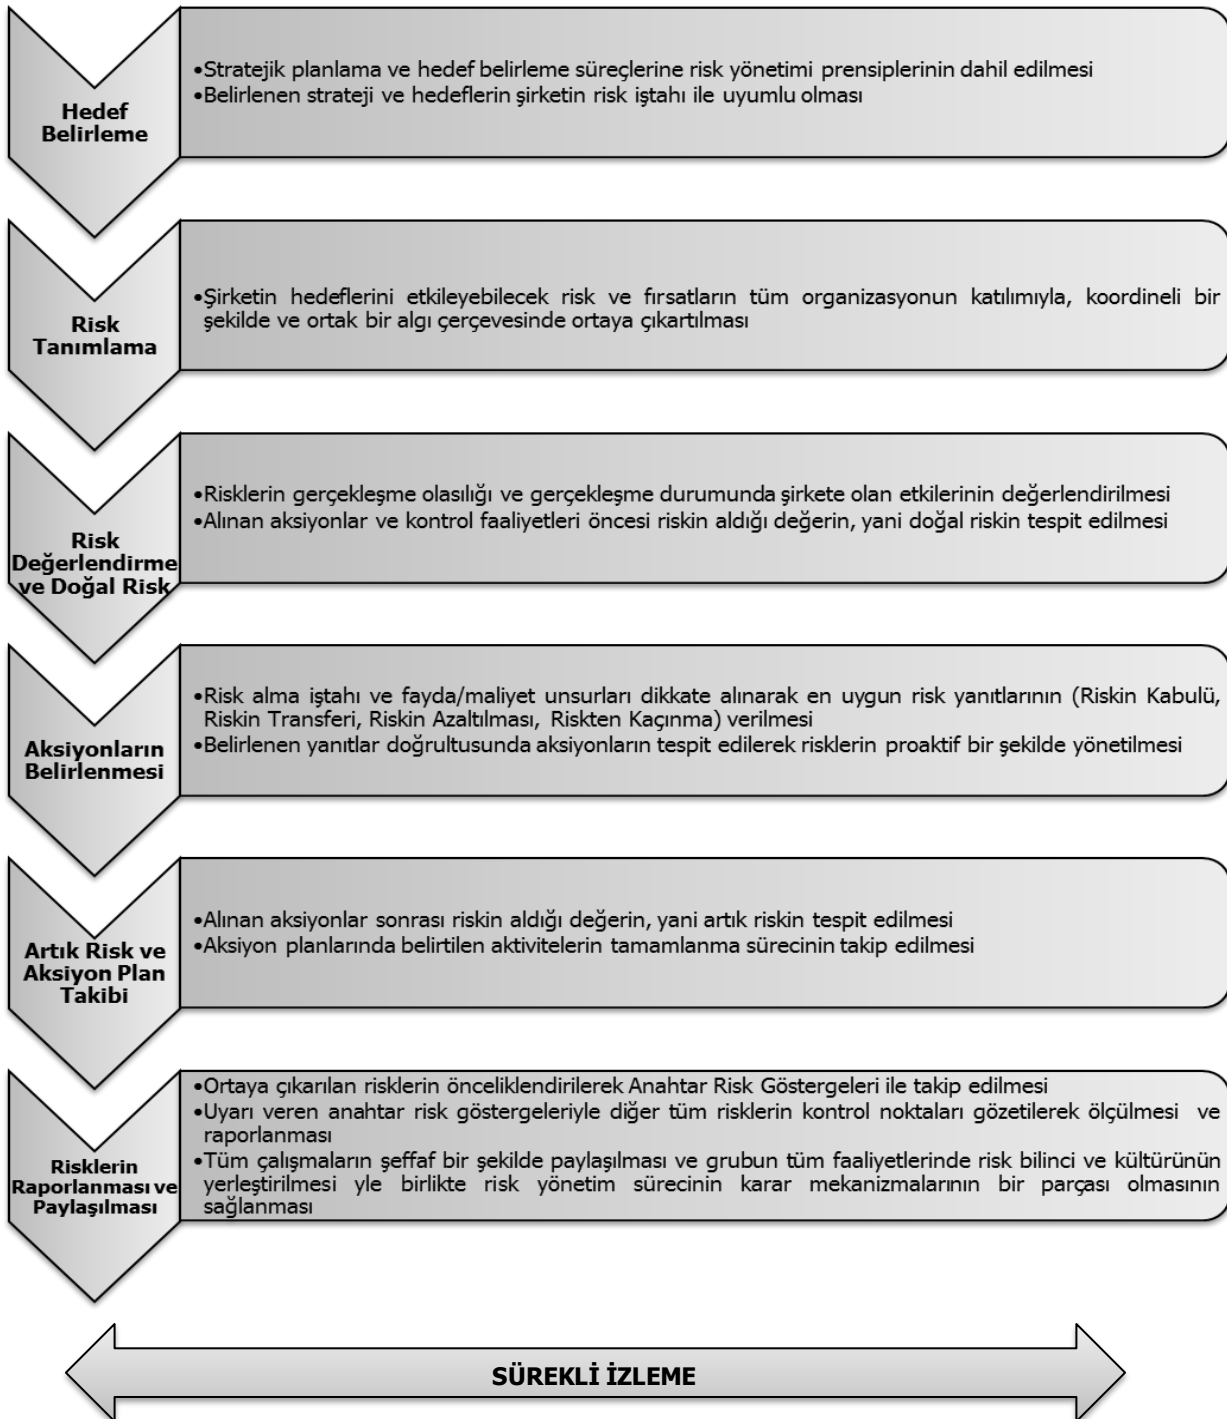 Hedef
Belirleme
•Stratejik planlama ve hedef belirleme süreçlerine risk yönetimi prensiplerinin dahil edilmesi
•Belirlenen strateji ve hedeflerin şirketin risk iştahı ile uyumlu olması
Risk
Tanımlama
•Şirketin hedeflerini etkileyebilecek risk ve fırsatların tüm organizasyonun katılımıyla, koordineli bir
şekilde ve ortak bir algı çerçevesinde ortaya çıkartılması
Risk
Değerlendirme
ve Doğal Risk
•Risklerin gerçekleşme olasılığı ve gerçekleşme durumunda şirkete olan etkilerinin değerlendirilmesi
•Alınan aksiyonlar ve kontrol faaliyetleri öncesi riskin aldığı değerin, yani doğal riskin tespit edilmesi
Aksiyonların
Belirlenmesi
•Risk alma iştahı ve fayda/maliyet unsurları dikkate alınarak en uygun risk yanıtlarının (Riskin Kabulü,
Riskin Transferi, Riskin Azaltılması, Riskten Kaçınma) verilmesi
•Belirlenen yanıtlar doğrultusunda aksiyonların tespit edilerek risklerin proaktif bir şekilde yönetilmesi
Artık Risk ve
Aksiyon Plan
Takibi
•Alınan aksiyonlar sonrası riskin aldığı değerin, yani artık riskin tespit edilmesi
•Aksiyon planlarında belirtilen aktivitelerin tamamlanma sürecinin takip edilmesi
Risklerin
Raporlanması ve
Paylaşılması
•Ortaya çıkarılan risklerin önceliklendirilerek Anahtar Risk Göstergeleri ile takip edilmesi
•Uyarı veren anahtar risk göstergeleriyle diğer tüm risklerin kontrol noktaları gözetilerek ölçülmesi ve
raporlanması
•Tüm çalışmaların şeffaf bir şekilde paylaşılması ve grubun tüm faaliyetlerinde risk bilinci ve kültürünün
yerleştirilmesi yle birlikte risk yönetim sürecinin karar mekanizmalarının bir parçası olmasının
sağlanması
SÜREKLİ İZLEME